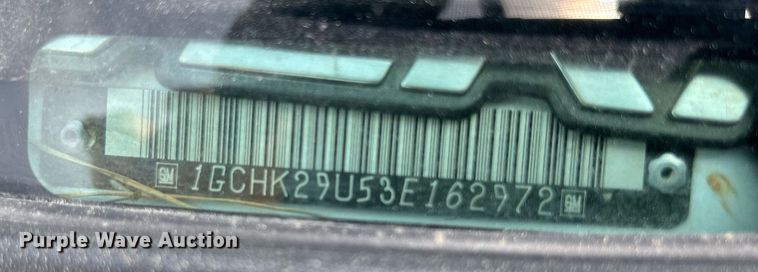 GM 1GCHK29U53E162972 GM
Purple Wave Auction